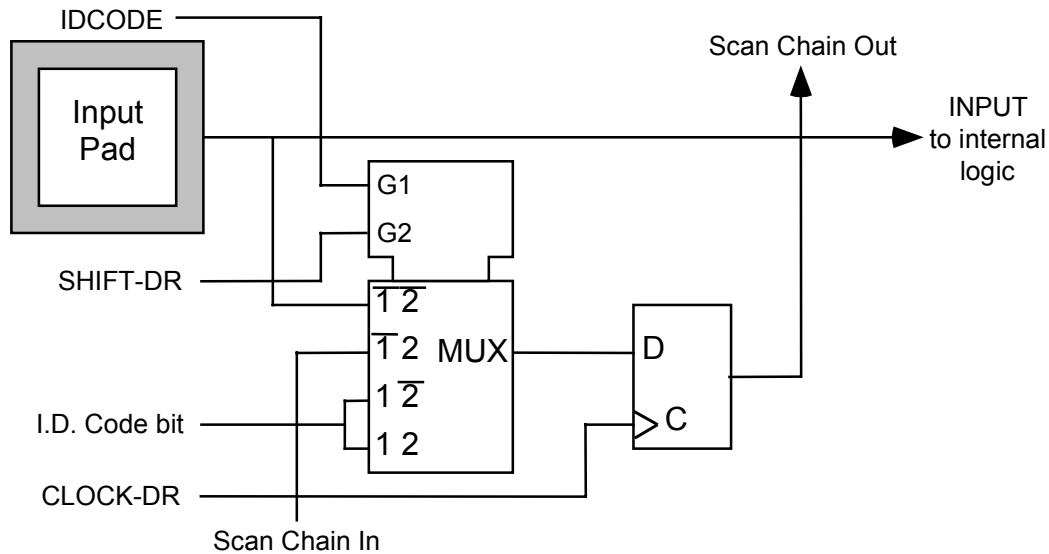 IDCODE
Scan Chain Out
Input
Pad
INPUT
to internal
logic
G1
G2
SHIFT-DR
1̅ 2̅
1̅ 2
MUX
D
1 2̅
I.D. Code bit
C
1 2
CLOCK-DR
Scan Chain In